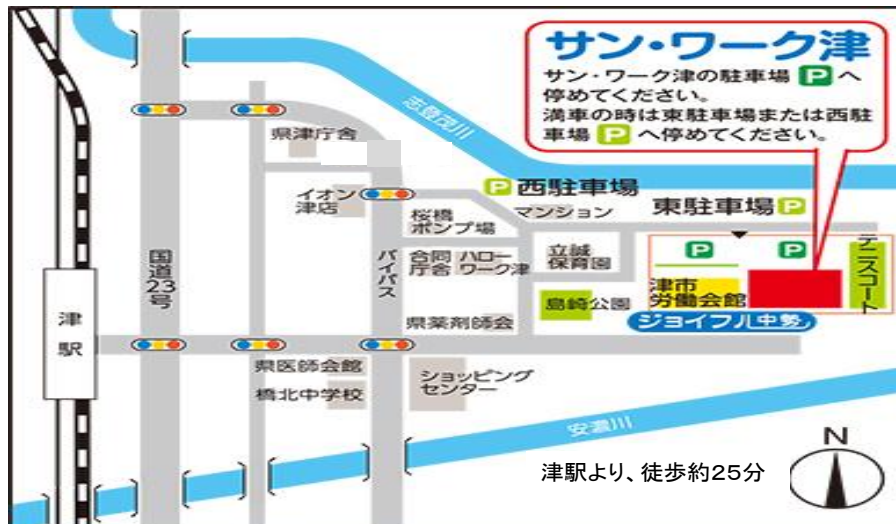 サン・ワーク津
サン・ワーク津の駐車場 P へ
停めてください。
満車の時は東駐車場または西駐
車場 P へ停めてください。
志登茂川
県津庁舎
イオン
津店
P 西駐車場
桜橋
ポンプ場
マンション
東駐車場 P
国道23号
バイパス
合同
庁舎
ハロー
ワーク津
立誠
保育園
P
P
テニスコート
津市
労働会館
島崎公園
ジョイフル中勢
津駅
県薬剤師会
県医師会館
橋北中学校
ショッピング
センター
安濃川
津駅より、徒歩約25分
N